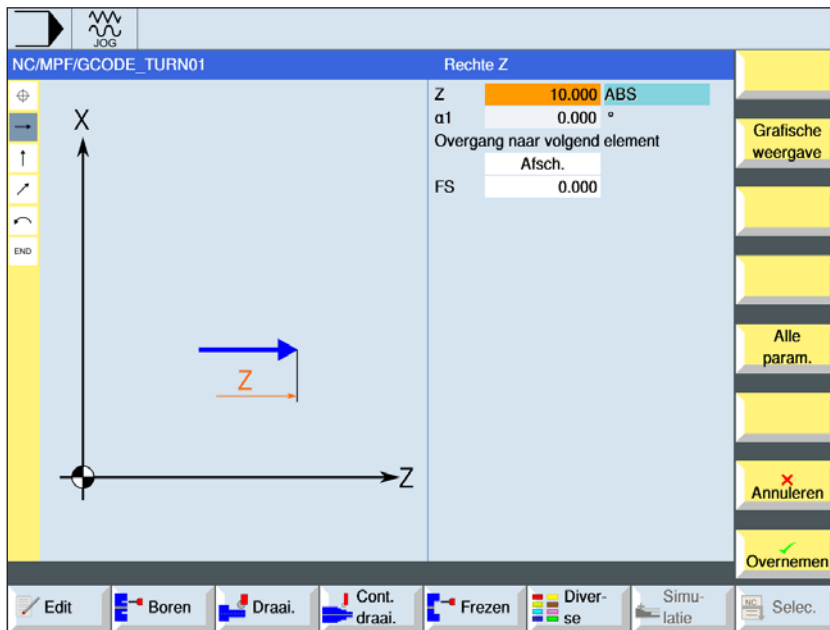 JOG
NC/MPF/GCODE_TURN01
Rechte Z
Z 10.000 ABS
α1 0.000 °
Overgang naar volgend element
Afsch.
FS 0.000
X
Z
Z
END
Grafische
weergave
Alle
param.
Annuleren
Overnemen
Edit
Boren
Draai.
Cont.
draai.
Frezen
Diver-
se
Simu-
latie
NC
Selec.